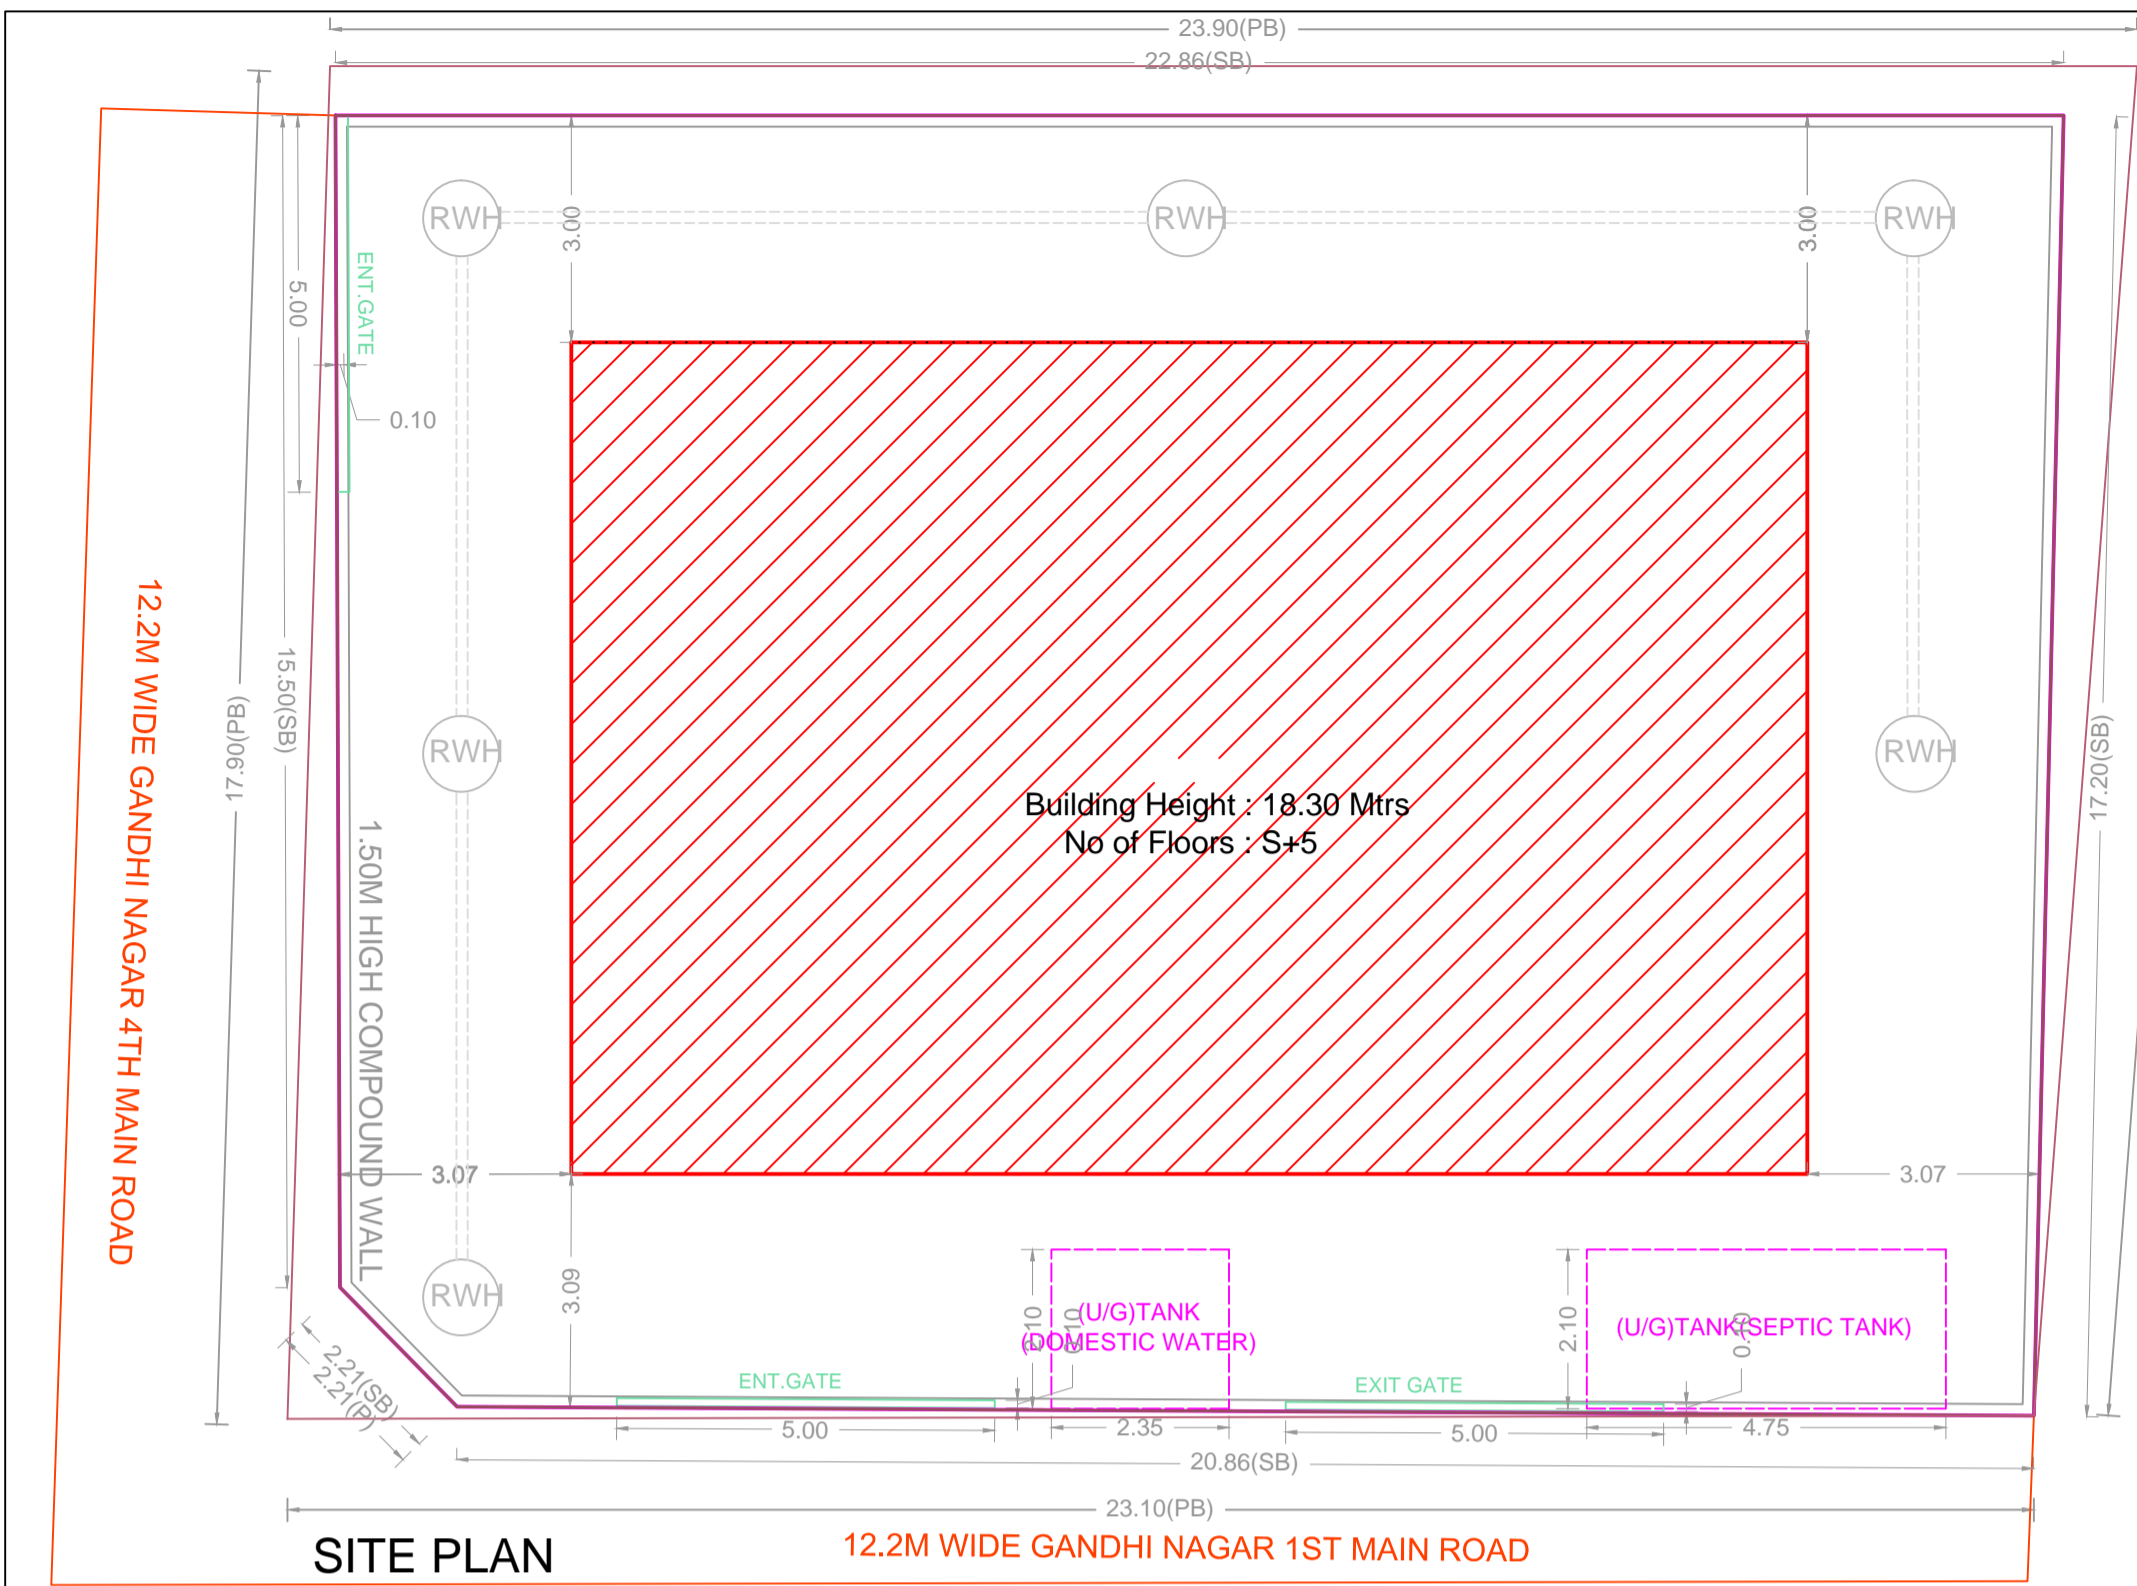 23.90(PB)
22.86(SB)
RWH
RWH
RWH
3.00
3.00
ENT.GATE
5.00
0.10
12.2M WIDE GANDHI NAGAR 4TH MAIN ROAD
17.90(PB)
15.50(SB)
17.20(SB)
RWH
RWH
Building Height : 18.30 Mtrs
No of Floors : S+5
1.50M HIGH COMPOUND WALL
3.07
3.07
3.09
RWH
2.10
0.10
(U/G)TANK
(DOMESTIC WATER)
2.10
0.10
(U/G)TANK(SEPTIC TANK)
2.21(SB)
2.21(P)
ENT.GATE
EXIT GATE
5.00
2.35
5.00
4.75
20.86(SB)
23.10(PB)
SITE PLAN
12.2M WIDE GANDHI NAGAR 1ST MAIN ROAD